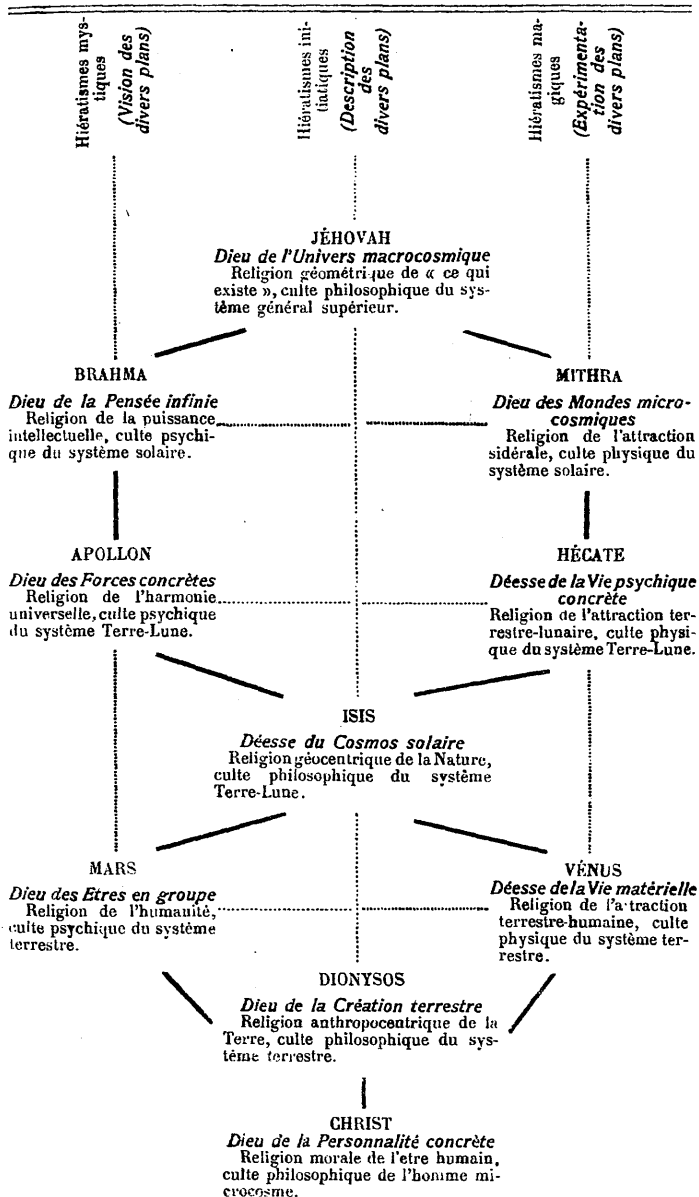 Hiératismes mys-
tiques
(Vision des
divers plans)
Hiératismes ini-
tiatiques
(Description
des
divers plans)
Hiératismes ma-
giques
(Expérimenta-
tion des
divers plans)
JÉHOVAH
Dieu de l'Univers macrocosmique
Religion géométrique de « ce qui
existe », culte philosophique du sys-
tème général supérieur.
BRAHMA
Dieu de la Pensée infinie
Religion de la puissance
intellectuelle, culte psychi-
que du système solaire.
MITHRA
Dieu des Mondes micro-
cosmiques
Religion de l'attraction
sidérale, culte physique du
système solaire.
APOLLON
Dieu des Forces concrètes
Religion de l'harmonie
universelle, culte psychique
du système Terre-Lune.
HÉCATE
Déesse de la Vie psychique
concrète
Religion de l'attraction ter-
restre-lunaire, culte physi-
que du système Terre-Lune.
ISIS
Déesse du Cosmos solaire
Religion géocentrique de la Nature,
culte philosophique du système
Terre-Lune.
MARS
Dieu des Etres en groupe
Religion de l'humanité,
culte psychique du système
terrestre.
VÉNUS
Déesse de la Vie matérielle
Religion de l'attraction
terrestre-humaine, culte
physique du système ter-
restre.
DIONYSOS
Dieu de la Création terrestre
Religion anthropocentrique de la
Terre, culte philosophique du sys-
tème terrestre.
CHRIST
Dieu de la Personnalité concrète
Religion morale de l'etre humain,
culte philosophique de l'homme mi-
crocosme.